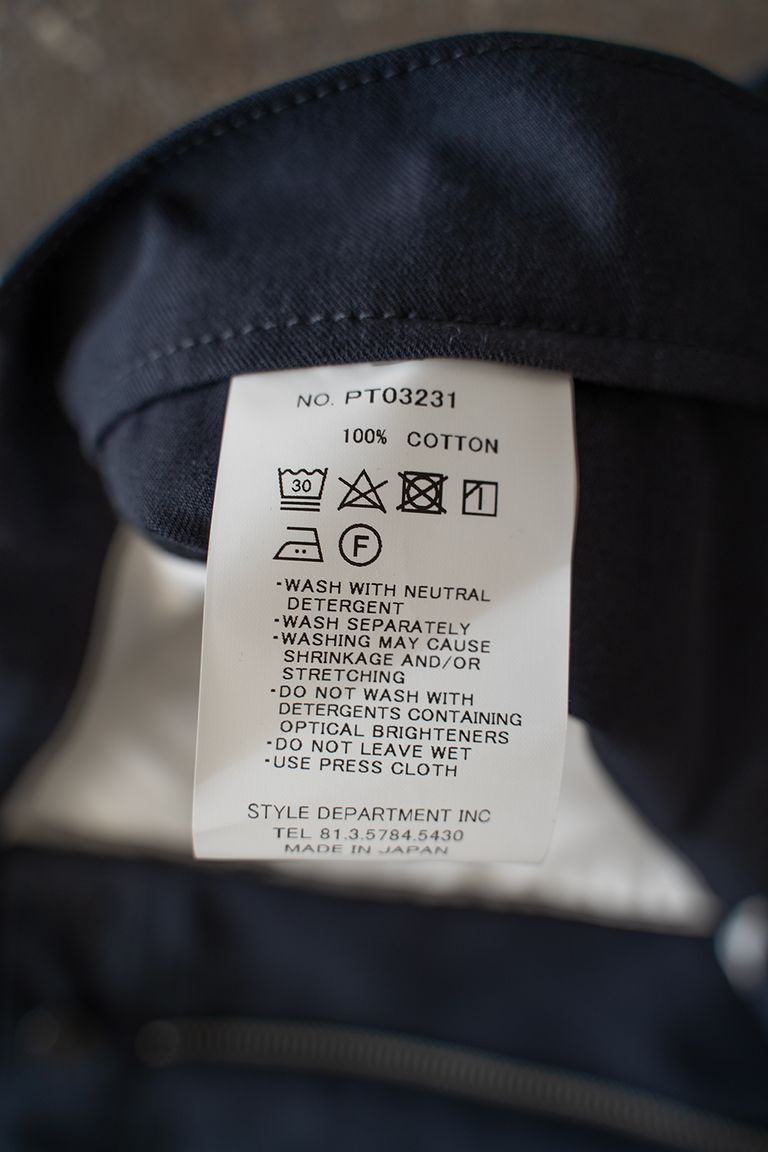 NO. PT03231
100% COTTON
30
F
-WASH WITH NEUTRAL
DETERGENT
-WASH SEPARATELY
-WASHING MAY CAUSE
SHRINKAGE AND/OR
STRETCHING
-DO NOT WASH WITH
DETERGENTS CONTAINING
OPTICAL BRIGHTENERS
-DO NOT LEAVE WET
-USE PRESS CLOTH
STYLE DEPARTMENT INC
TEL 81.3.5784.5430
MADE IN JAPAN